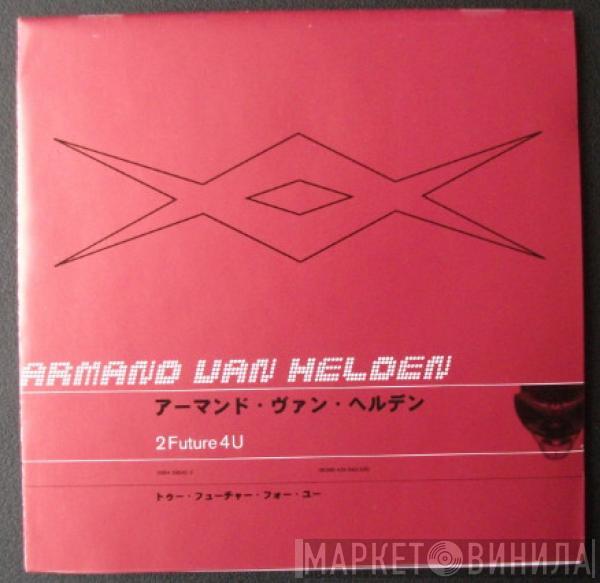 ARMAND VAN HELDEN
アーマンド・ヴァン・ヘルデン
2 Future 4 U
トゥー・フューチャー・フォー・ユー
МАРКЕТ ВИНИЛА